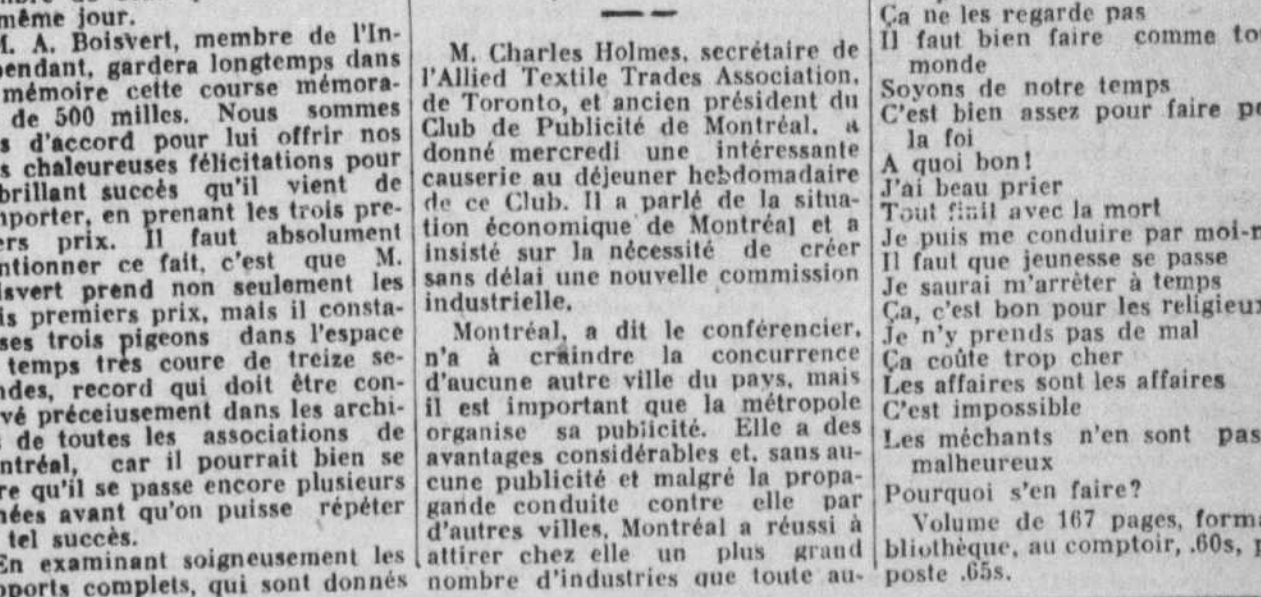 même jour.
M. A. Boisvert, membre de l'In-
pendant, gardera longtemps dans
mémoire cette course mémora-
de 500 milles. Nous sommes
s d'accord pour lui offrir nos
s chaleureuses félicitations pour
brillant succès qu'il vient de
mporter, en prenant les trois pre-
ers prix. Il faut absolument
ntionner ce fait, c'est que M.
isvert prend non seulement les
is premiers prix, mais il consta-
ses trois pigeons dans l'espace
temps très coure de treize se-
ndes, record qui doit être con-
vé préceiusement dans les archi-
de toutes les associations de
ntréal, car il pourrait bien se
re qu'il se passe encore plusieurs
nées avant qu'on puisse répéter
tel succès.
En examinant soigneusement les
pports complets, qui sont donnés
M. Charles Holmes, secrétaire de
l'Allied Textile Trades Association,
de Toronto, et ancien président du
Club de Publicité de Montréal, a
donné mercredi une intéressante
causerie au déjeuner hebdomadaire
de ce Club. Il a parlé de la situa-
tion économique de Montréal et a
insisté sur la nécessité de créer
sans délai une nouvelle commission
industrielle.
Montréal, a dit le conférencier,
n'a à craindre la concurrence
d'aucune autre ville du pays, mais
il est important que la métropole
organise sa publicité. Elle a des
avantages considérables et, sans au-
cune publicité et malgré la propa-
gande conduite contre elle par
d'autres villes, Montréal a réussi à
attirer chez elle un plus grand
nombre d'industries que toute au-
Ça ne les regarde pas
Il faut bien faire comme to
monde
Soyons de notre temps
C'est bien assez pour faire pe
la foi
A quoi bon!
J'ai beau prier
Tout finit avec la mort
Je puis me conduire par moi-m
Il faut que jeunesse se passe
Je saurai m'arrêter à temps
Ça, c'est bon pour les religieux
Je n'y prends pas de mal
Ça coûte trop cher
Les affaires sont les affaires
C'est impossible
Les méchants n'en sont pas
malheureux
Pourquoi s'en faire?
Volume de 167 pages, forma
bliothèque, au comptoir, .60s, p
poste .65s.